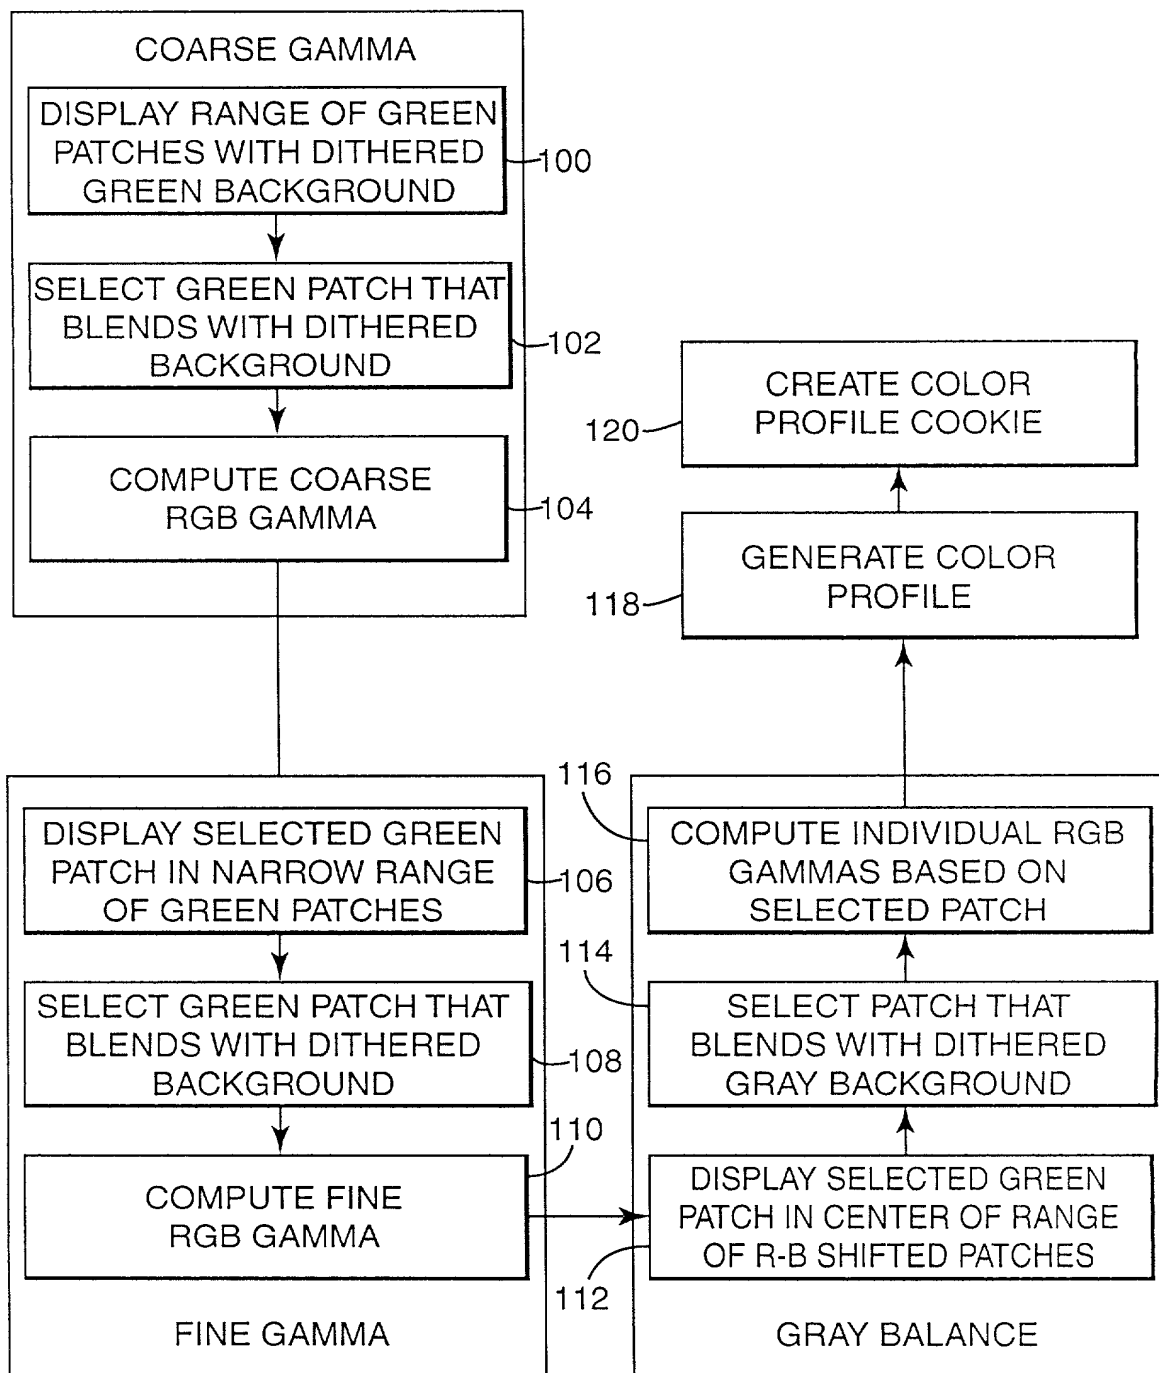 COARSE GAMMA
DISPLAY RANGE OF GREEN
PATCHES WITH DITHERED
GREEN BACKGROUND
100
SELECT GREEN PATCH THAT
BLENDS WITH DITHERED
BACKGROUND
102
COMPUTE COARSE
RGB GAMMA
104
DISPLAY SELECTED GREEN
PATCH IN NARROW RANGE
OF GREEN PATCHES
106
SELECT GREEN PATCH THAT
BLENDS WITH DITHERED
BACKGROUND
108
COMPUTE FINE
RGB GAMMA
110
FINE GAMMA
DISPLAY SELECTED GREEN
PATCH IN CENTER OF RANGE
OF R-B SHIFTED PATCHES
112
SELECT PATCH THAT
BLENDS WITH DITHERED
GRAY BACKGROUND
114
COMPUTE INDIVIDUAL RGB
GAMMAS BASED ON
SELECTED PATCH
116
GRAY BALANCE
GENERATE COLOR
PROFILE
118
CREATE COLOR
PROFILE COOKIE
120